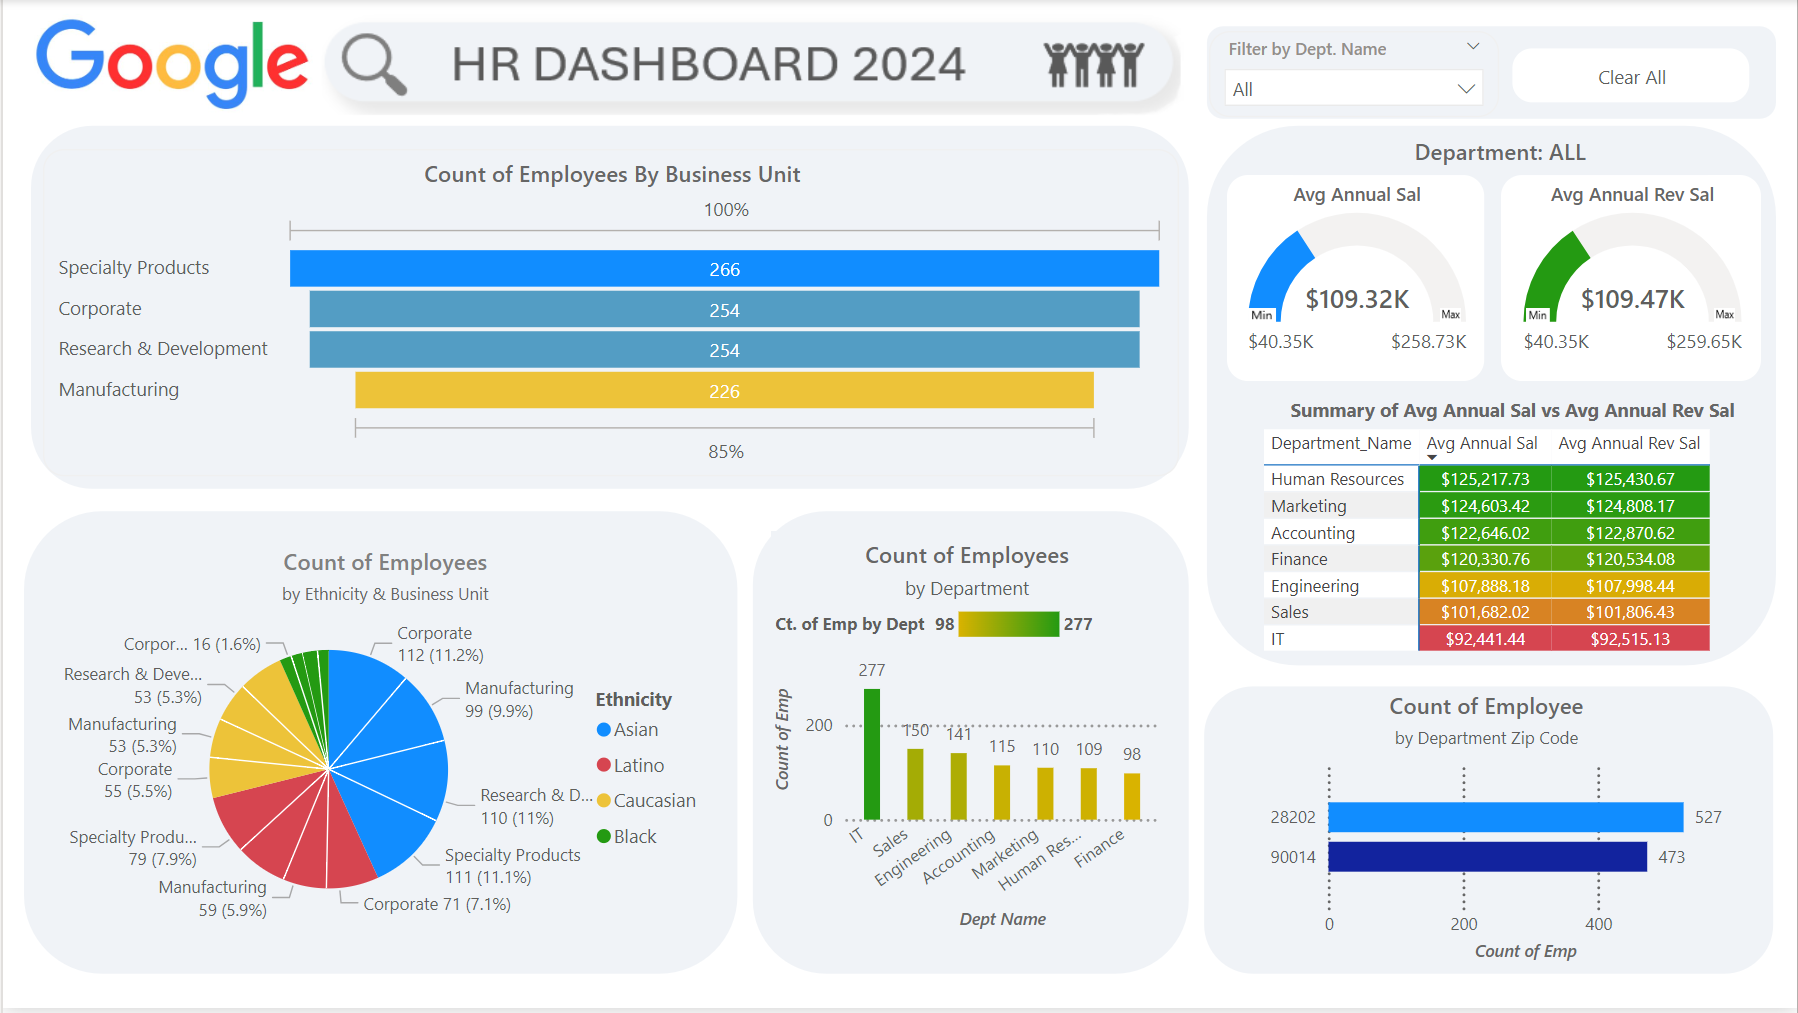 Google
HR DASHBOARD 2024
Filter by Dept. Name
All
Clear All
Count of Employees By Business Unit
100%
Specialty Products
266
Corporate
254
Research & Development
254
Manufacturing
226
85%
Department: ALL
Avg Annual Sal
$109.32K
Min
Max
$40.35K
$258.73K
Avg Annual Rev Sal
$109.47K
Min
Max
$40.35K
$259.65K
Summary of Avg Annual Sal vs Avg Annual Rev Sal
Department_Name Avg Annual Sal Avg Annual Rev Sal
Human Resources $125,217.73 $125,430.67
Marketing $124,603.42 $124,808.17
Accounting $122,646.02 $122,870.62
Finance $120,330.76 $120,534.08
Engineering $107,888.18 $107,998.44
Sales $101,682.02 $101,806.43
IT $92,441.44 $92,515.13
Count of Employees
by Ethnicity & Business Unit
Corpor... 16 (1.6%)
Research & Deve...
53 (5.3%)
Manufacturing
53 (5.3%)
Corporate
55 (5.5%)
Specialty Produ...
79 (7.9%)
Manufacturing
59 (5.9%)
Corporate 71 (7.1%)
Corporate
112 (11.2%)
Manufacturing
99 (9.9%)
Research & D...
110 (11%)
Specialty Products
111 (11.1%)
Ethnicity
Asian
Latino
Caucasian
Black
Count of Employees
by Department
Ct. of Emp by Dept 98 277
Count of Emp
200
0
277
150
141
115
110
109
98
IT
Sales
Engineering
Accounting
Marketing
Human Res...
Finance
Dept Name
Count of Employee
by Department Zip Code
28202
527
90014
473
0
200
400
Count of Emp